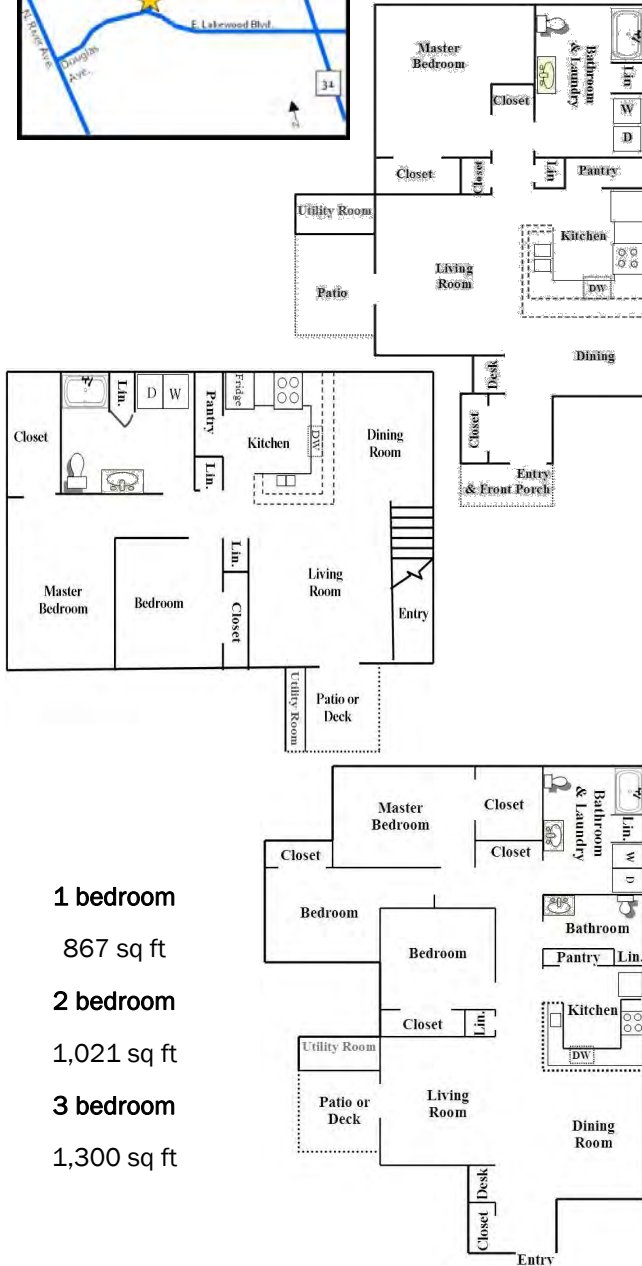 N. River Ave.
Douglas
Ave.
E. Lakewood Blvd.
31
N
Master
Bedroom
Bathroom
& Laundry
Lin
W
D
Closet
Closet
Closet
Lin
Pantry
Utility Room
Kitchen
DW
Living
Room
Patio
Dining
Desk
Closet
Entry
& Front Porch
Closet
Lin.
D W
Pantry
Fridge
Kitchen
DW
Dining
Room
Lin.
Master
Bedroom
Bedroom
Lin.
Closet
Living
Room
Entry
Utility Room
Patio or
Deck
Master
Bedroom
Closet
Closet
Bathroom
& Laundry
Lin.
W
D
Closet
Bedroom
Bedroom
Bathroom
Pantry
Lin.
Kitchen
DW
Closet
Lin.
Utility Room
Patio or
Deck
Living
Room
Dining
Room
Desk
Closet
Entry
1 bedroom
867 sq ft
2 bedroom
1,021 sq ft
3 bedroom
1,300 sq ft